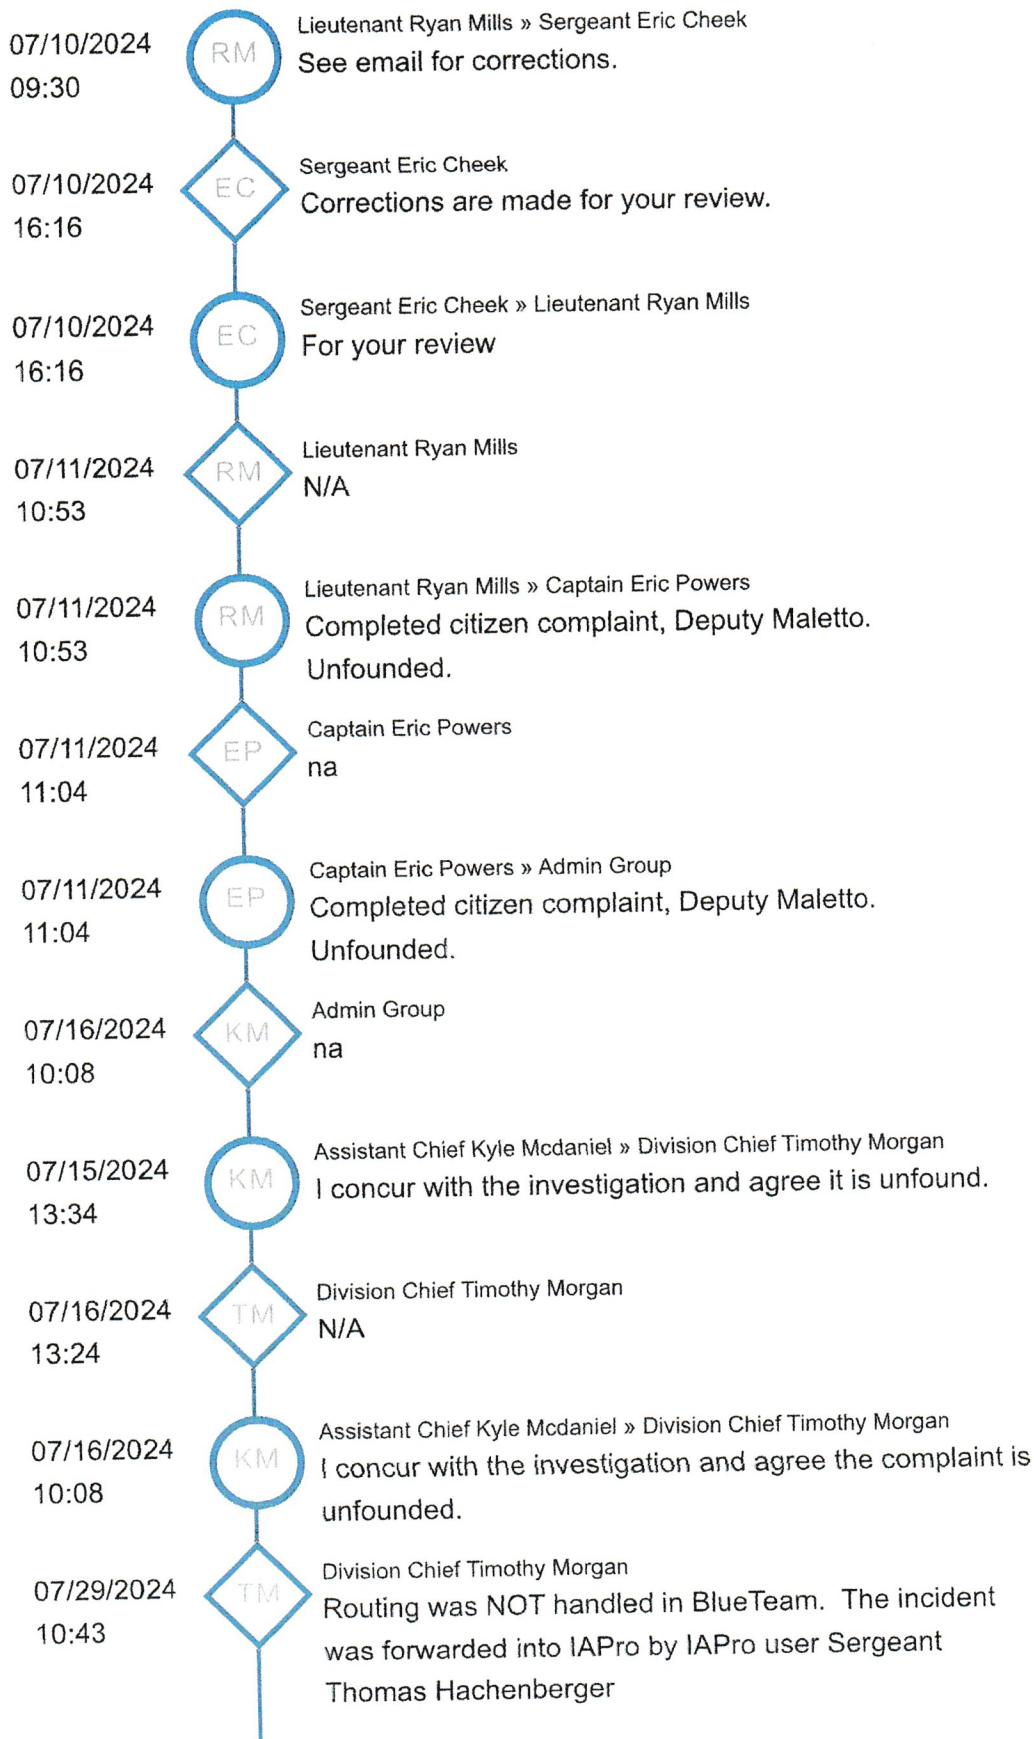 07/10/2024
09:30
RM
Lieutenant Ryan Mills » Sergeant Eric Cheek
See email for corrections.
07/10/2024
16:16
EC
Sergeant Eric Cheek
Corrections are made for your review.
07/10/2024
16:16
EC
Sergeant Eric Cheek » Lieutenant Ryan Mills
For your review
07/11/2024
10:53
RM
Lieutenant Ryan Mills
N/A
07/11/2024
10:53
RM
Lieutenant Ryan Mills » Captain Eric Powers
Completed citizen complaint, Deputy Maletto.
Unfounded.
07/11/2024
11:04
EP
Captain Eric Powers
na
07/11/2024
11:04
EP
Captain Eric Powers » Admin Group
Completed citizen complaint, Deputy Maletto.
Unfounded.
07/16/2024
10:08
KM
Admin Group
na
07/15/2024
13:34
KM
Assistant Chief Kyle Mcdaniel » Division Chief Timothy Morgan
I concur with the investigation and agree it is unfound.
07/16/2024
13:24
TM
Division Chief Timothy Morgan
N/A
07/16/2024
10:08
KM
Assistant Chief Kyle Mcdaniel » Division Chief Timothy Morgan
I concur with the investigation and agree the complaint is
unfounded.
07/29/2024
10:43
TM
Division Chief Timothy Morgan
Routing was NOT handled in BlueTeam.  The incident
was forwarded into IAPro by IAPro user Sergeant
Thomas Hachenberger